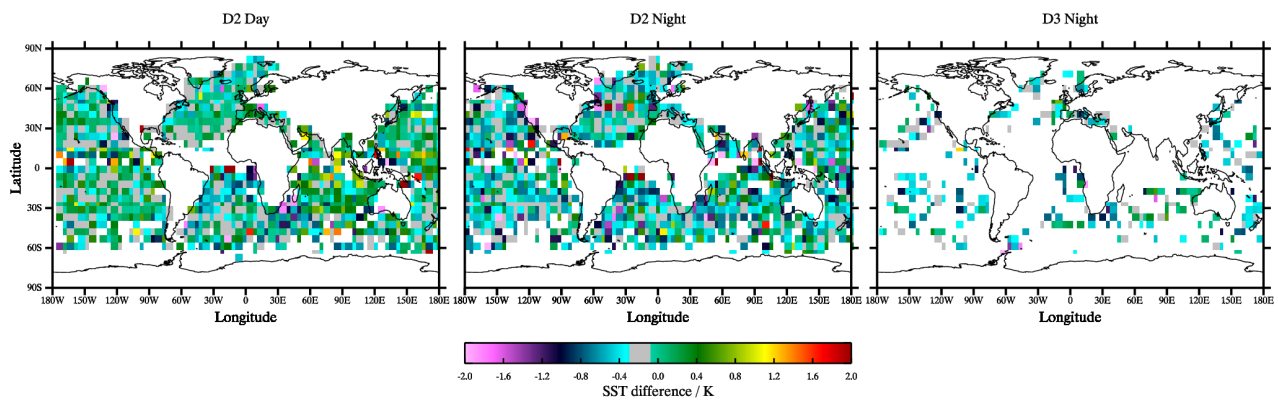 D2 Day D2 Night D3 Night
90N
60N
30N
0
30S
60S
90S
Latitude
180W 150W 120W 90W 60W 30W 0 30E 60E 90E 120E 150E 180E
180W 150W 120W 90W 60W 30W 0 30E 60E 90E 120E 150E 180E
180W 150W 120W 90W 60W 30W 0 30E 60E 90E 120E 150E 180E
Longitude Longitude Longitude
-2.0 -1.6 -1.2 -0.8 -0.4 0.0 0.4 0.8 1.2 1.6 2.0
SST difference / K